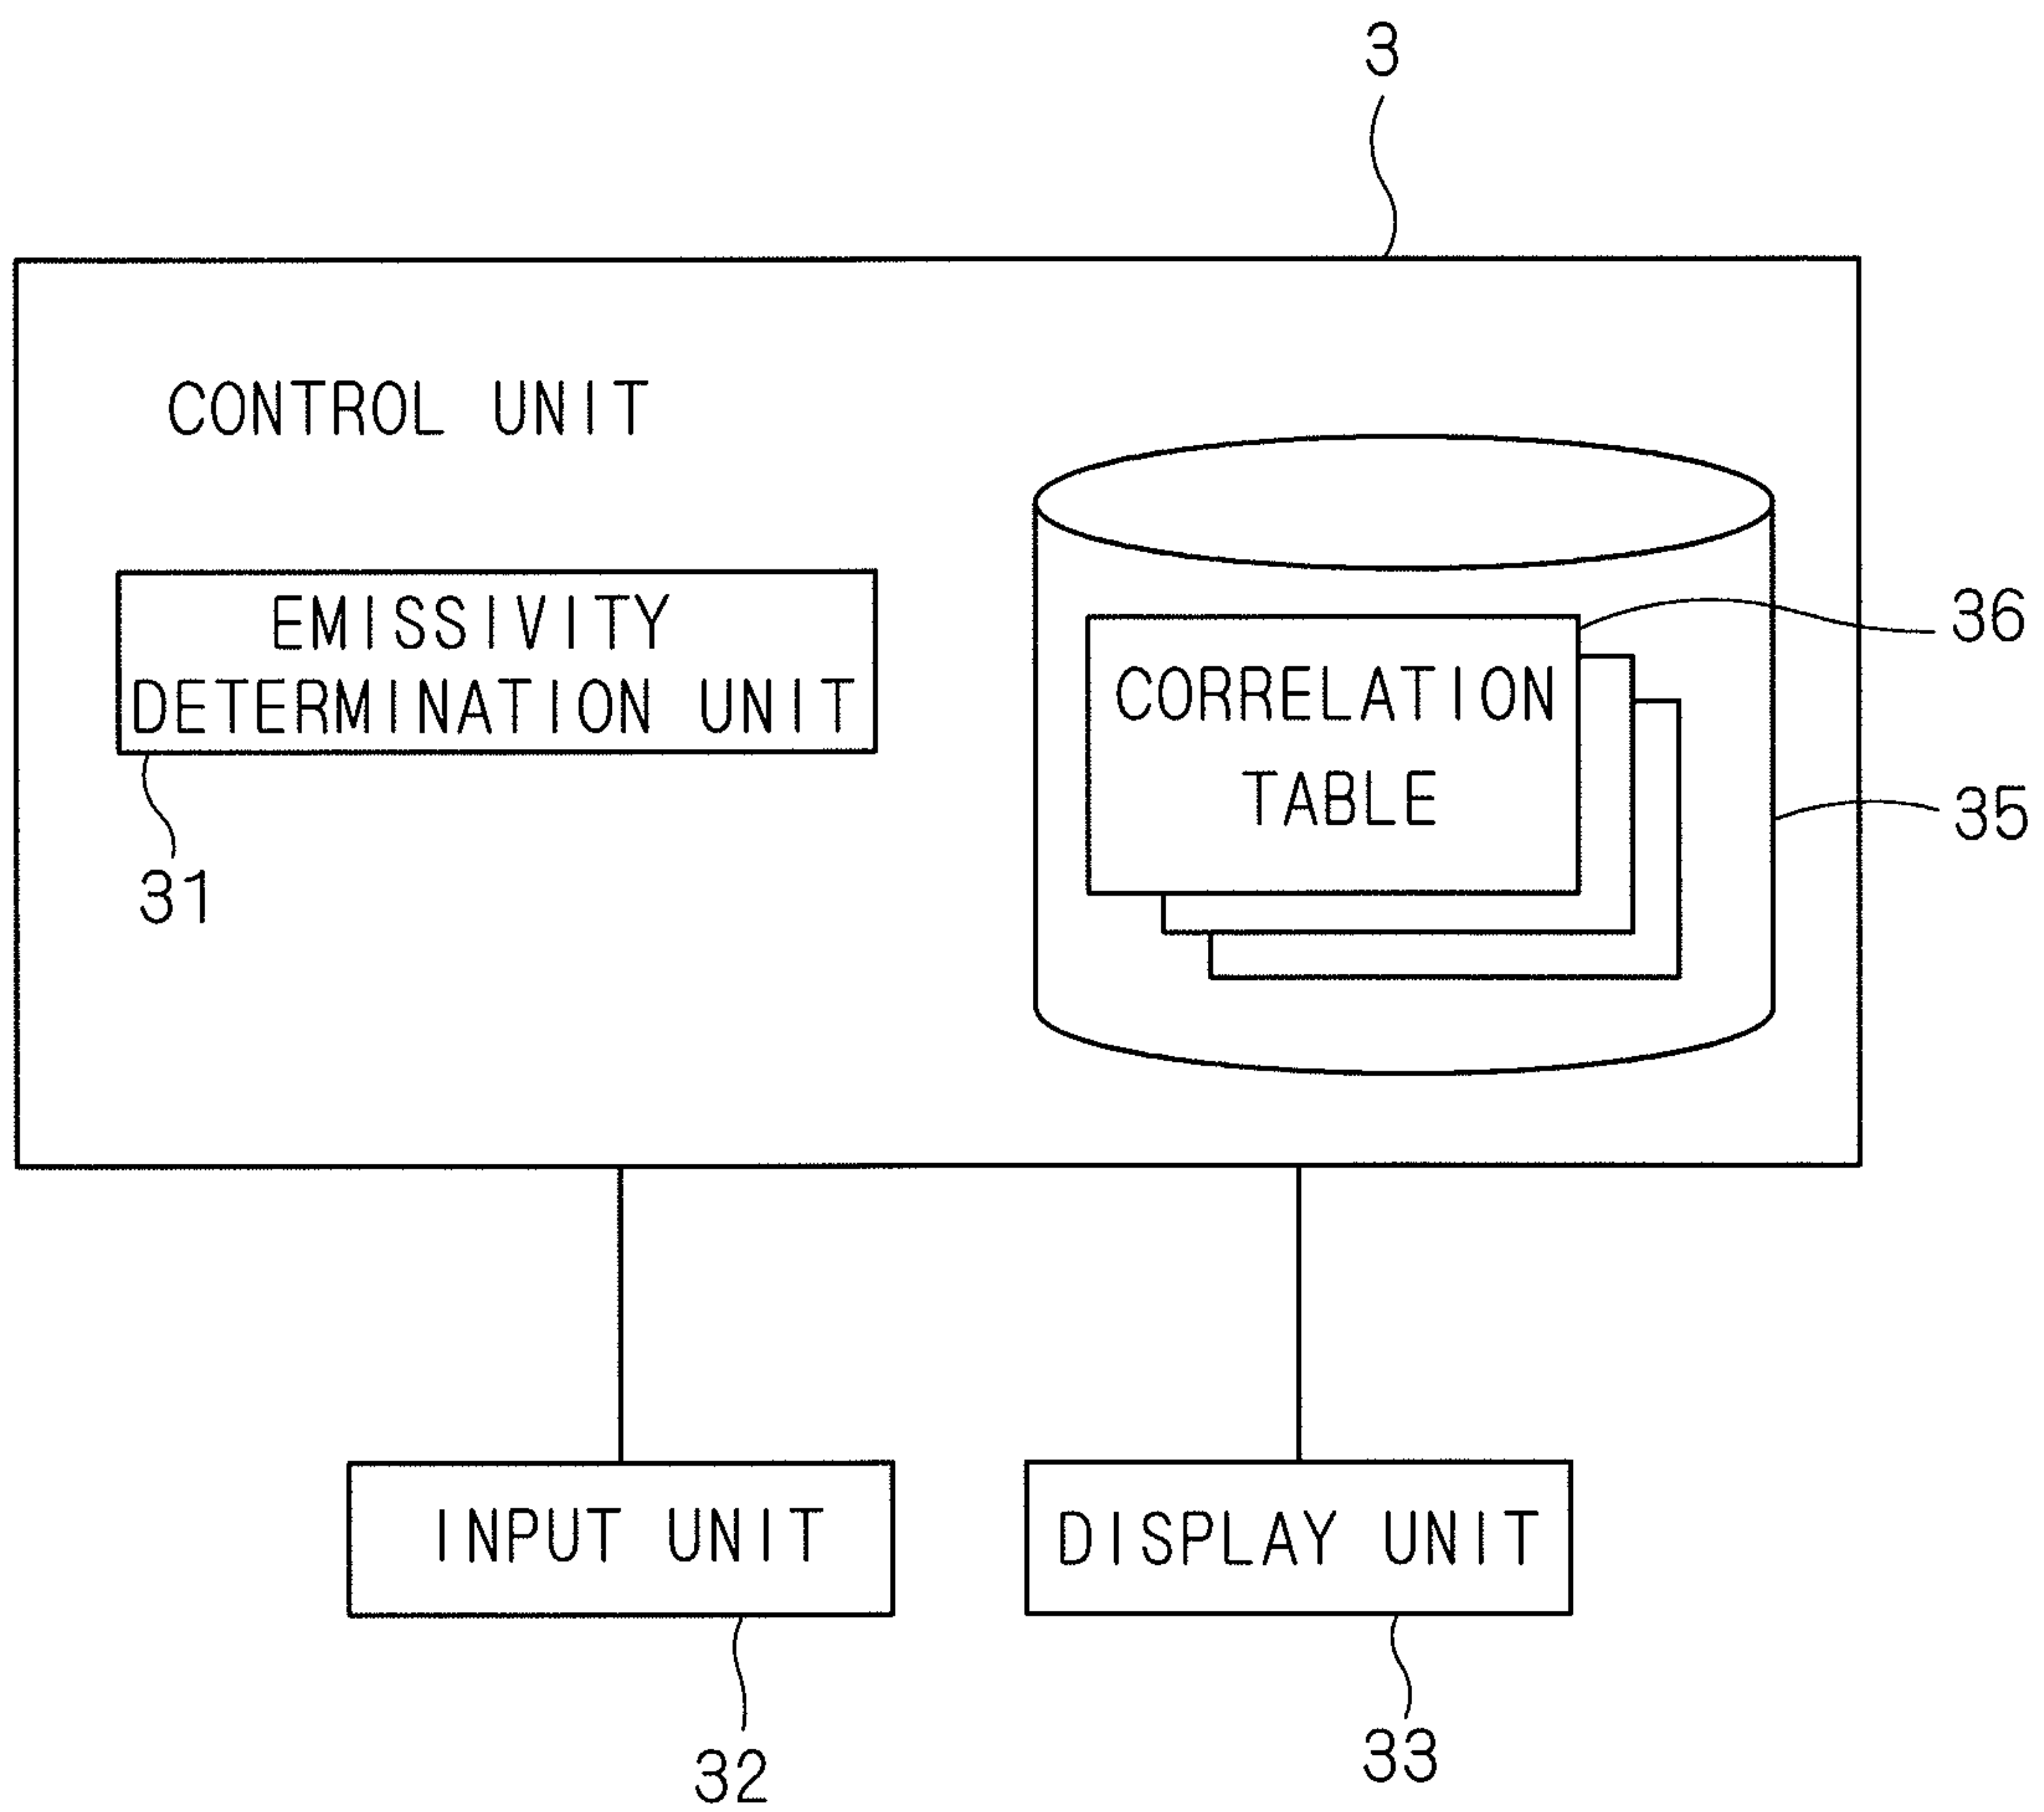 3
CONTROL UNIT
EMISSIVITY
DETERMINATION UNIT
31
CORRELATION
TABLE
36
35
INPUT UNIT
32
DISPLAY UNIT
33